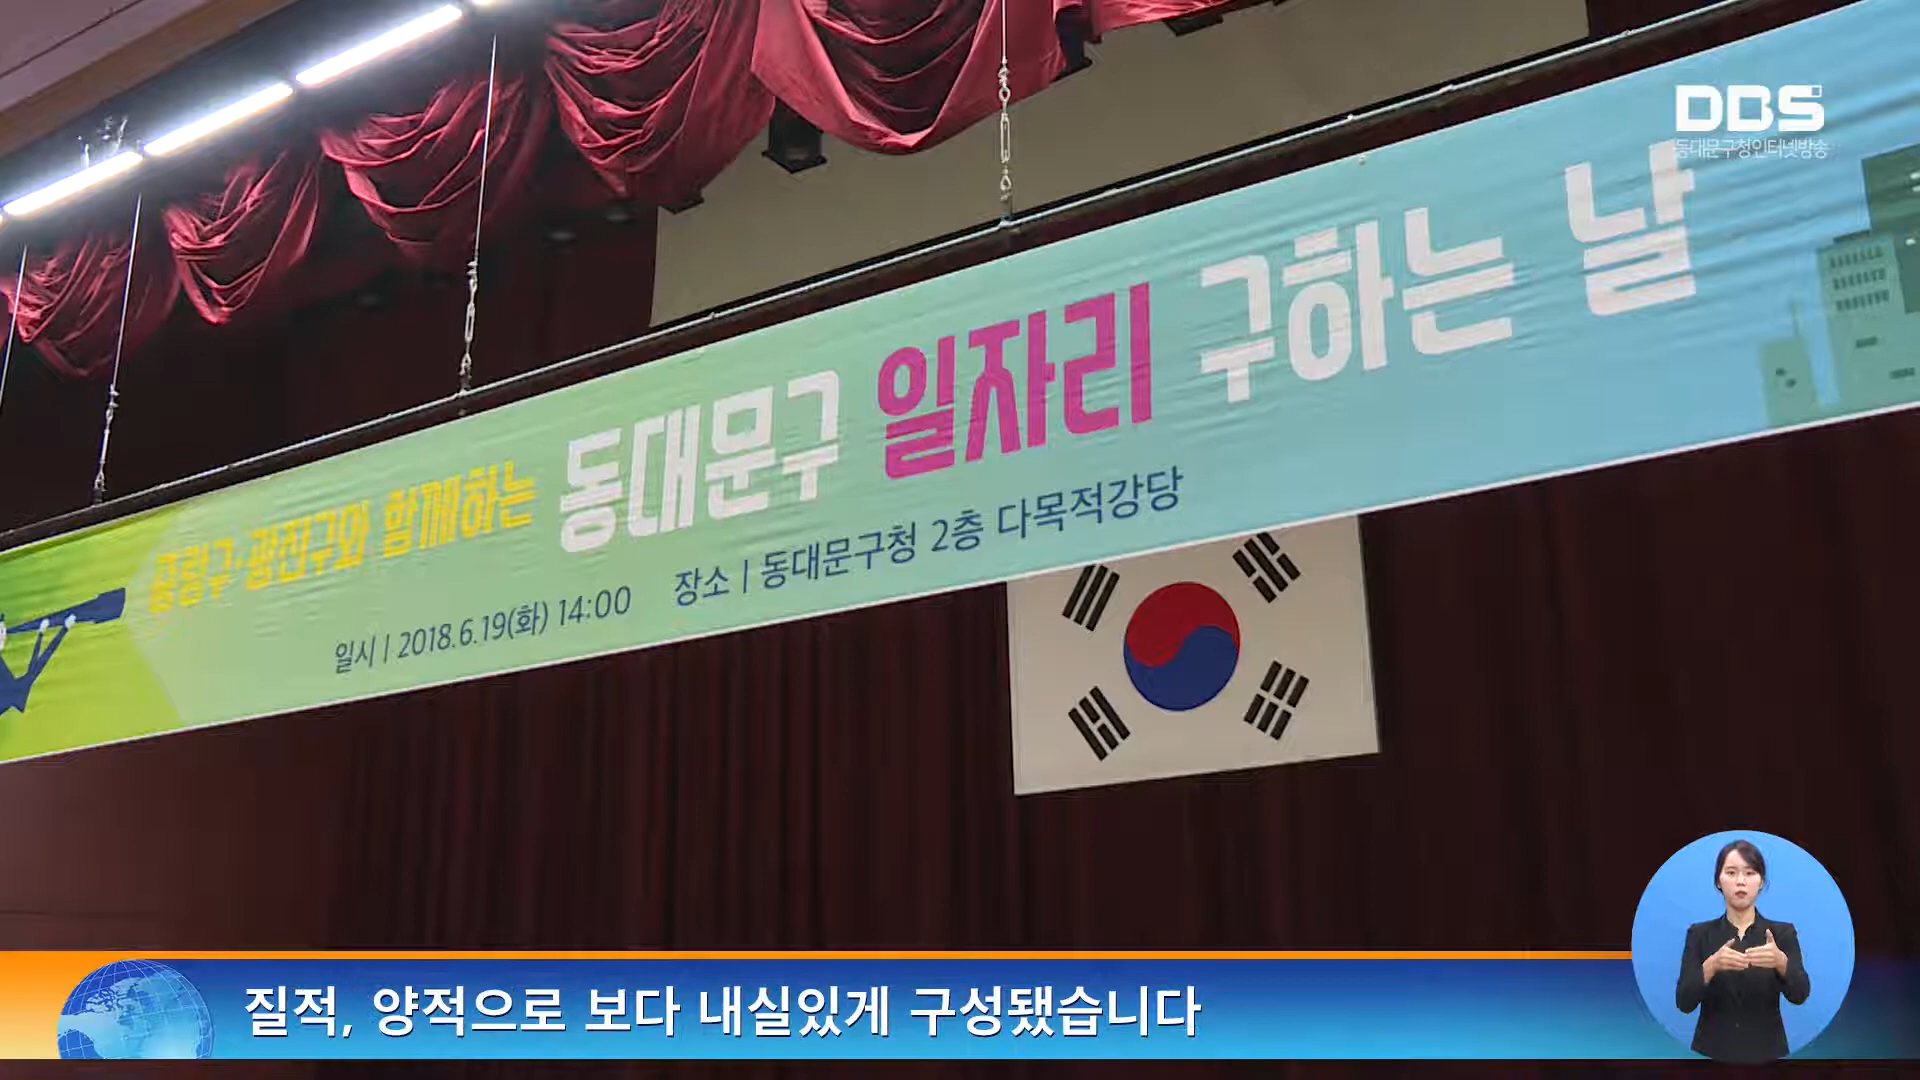 DBS
동대문구청인터넷방송
중랑구·광진구와 함께하는 동대문구 일자리 구하는 날
일시 | 2018.6.19(화) 14:00 장소 | 동대문구청 2층 다목적강당
질적, 양적으로 보다 내실있게 구성됐습니다